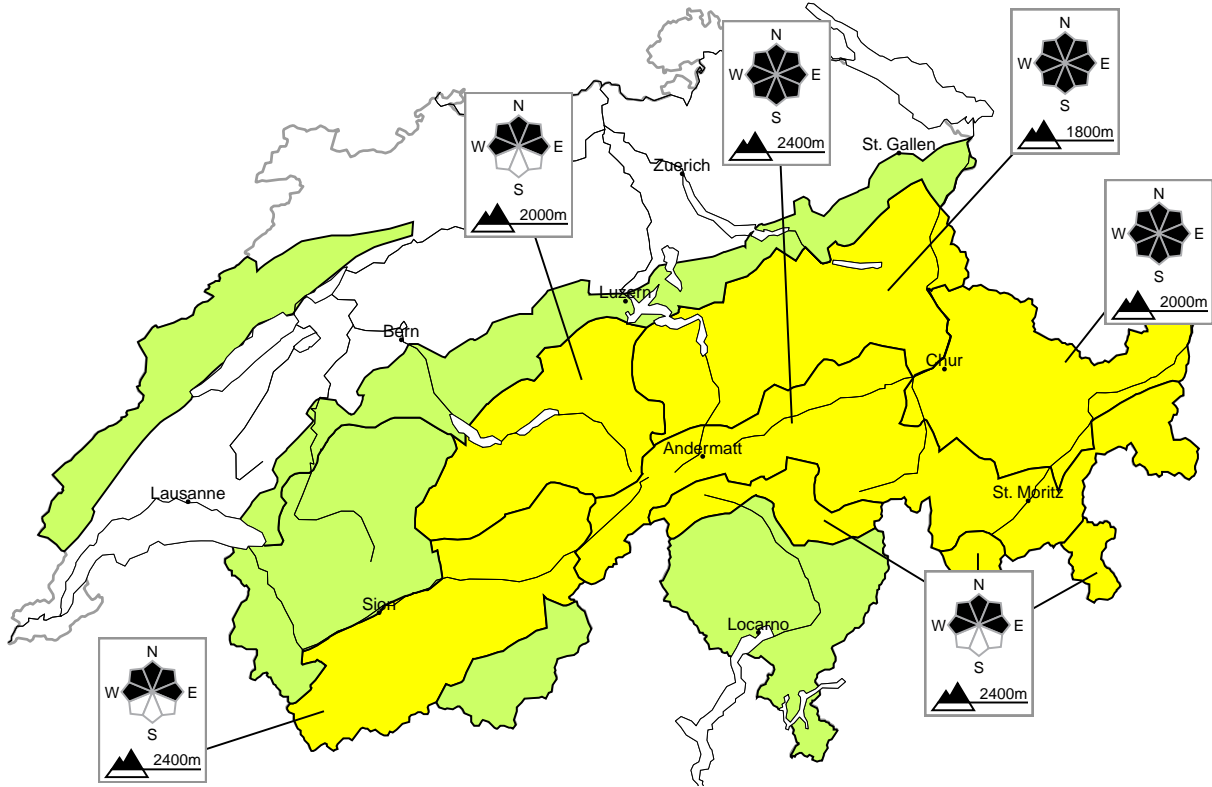 N
W E
S
2400m
N
W E
S
1800m
N
W E
S
2000m
St. Gallen
Zuerich
N
W E
S
2000m
Luzern
Bern
Chur
Andermatt
Lausanne
St. Moritz
N
W E
S
2400m
Sion
Locarno
N
W E
S
2400m